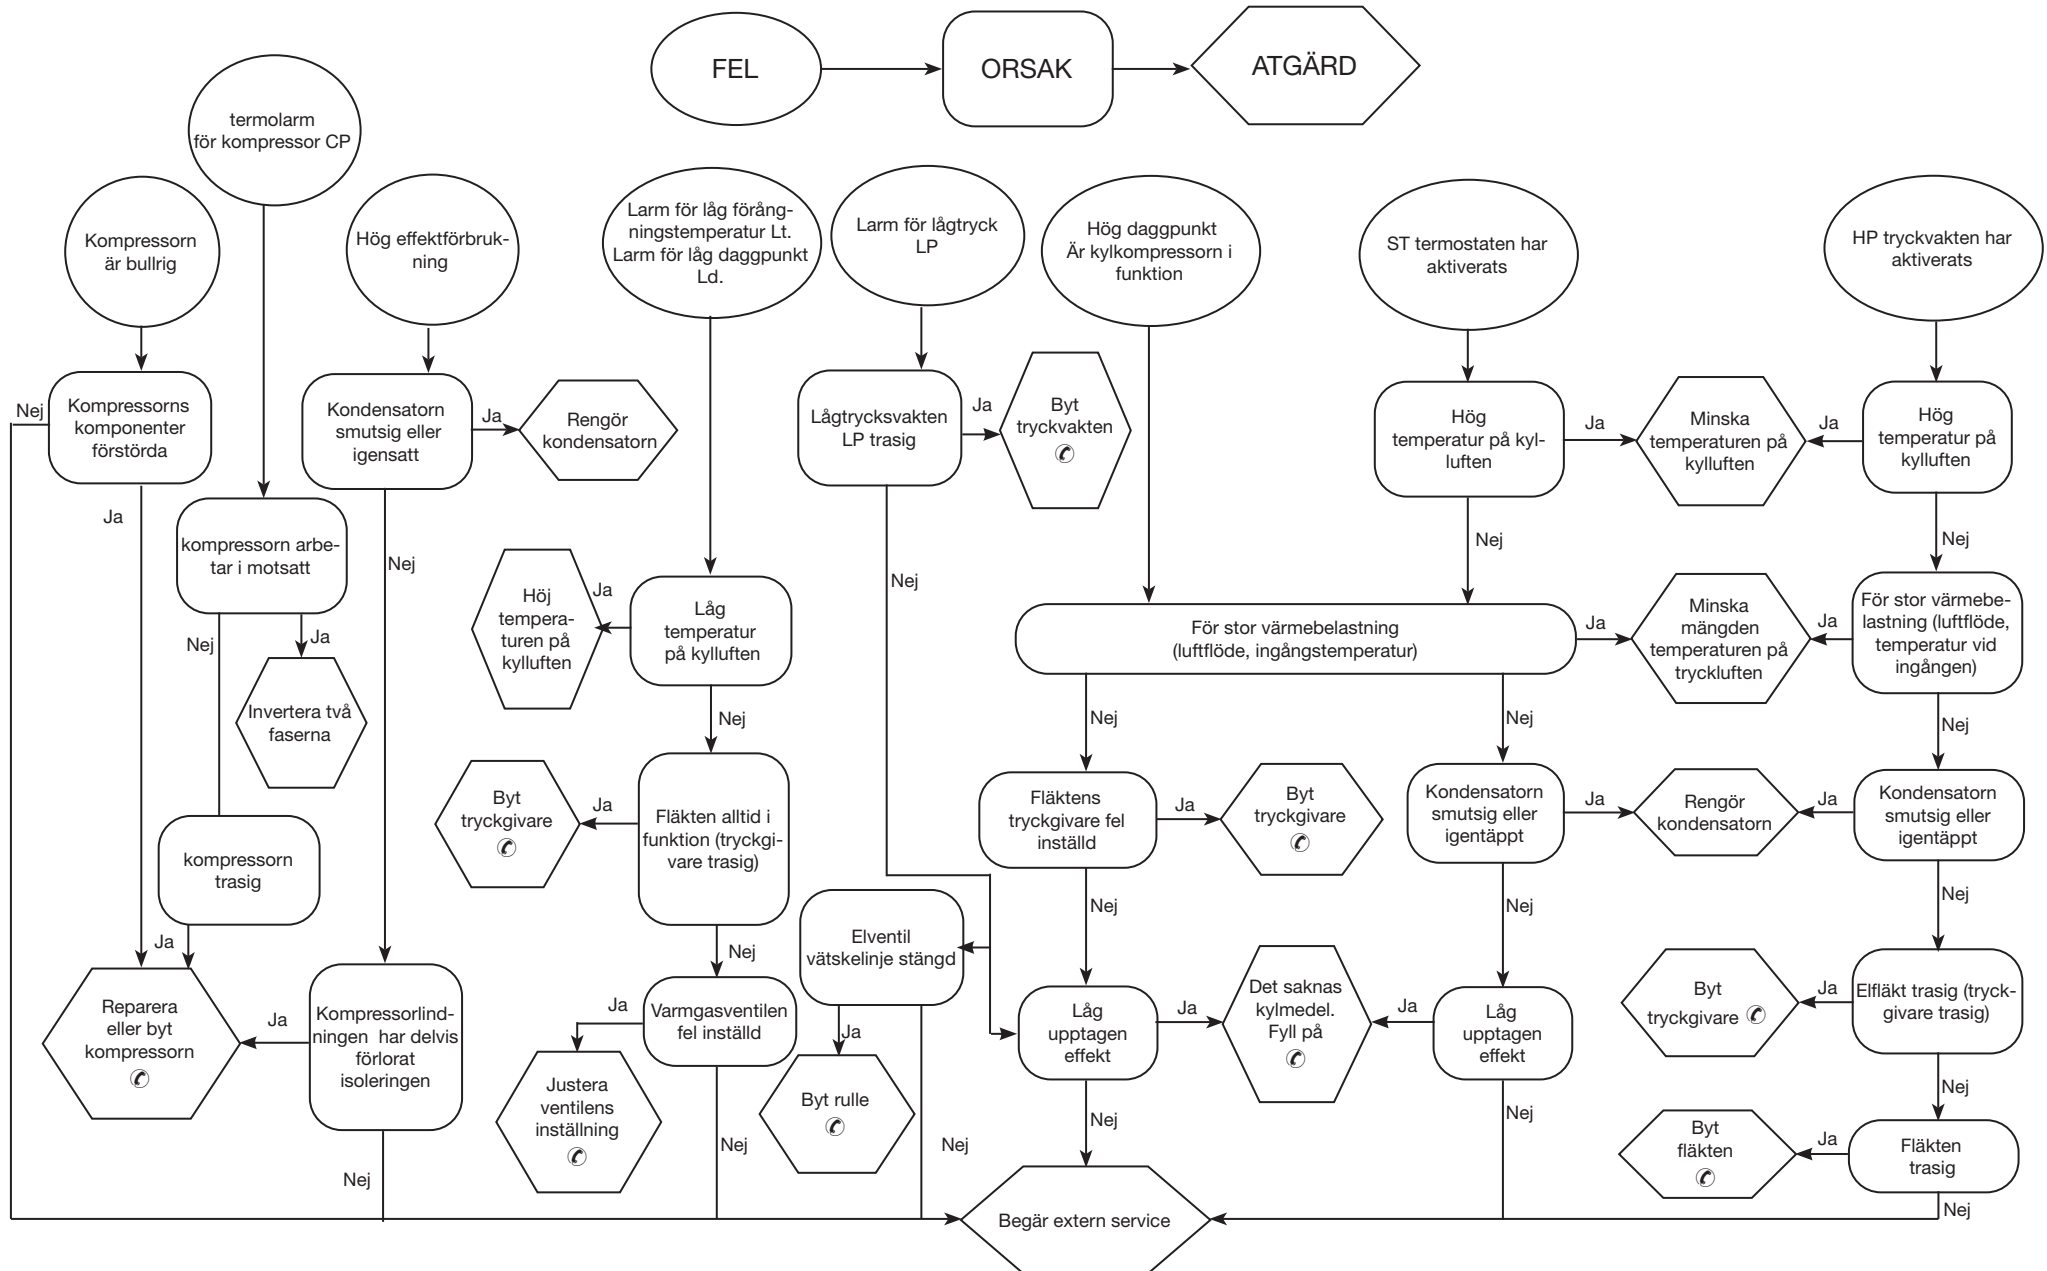 FEL
ORSAK
ATGÄRD
termolarm
för kompressor CP
Kompressorn
är bullrig
Hög effektförbruk-
ning
Larm för låg förång-
ningstemperatur Lt.
Larm för låg daggpunkt
Ld.
Larm för lågtryck
LP
Hög daggpunkt
Är kylkompressorn i
funktion
ST termostaten har
aktiverats
HP tryckvakten har
aktiverats
Nej
Kompressorns
komponenter
förstörda
Kondensatorn
smutsig eller
igensatt
Ja
Rengör
kondensatorn
Lågtrycksvakten
LP trasig
Ja
Byt
tryckvakten
✆
Hög
temperatur på kyl-
luften
Ja
Minska
temperaturen på
kylluften
Ja
Hög
temperatur på
kylluften
Ja
kompressorn arbe-
tar i motsatt
Nej
Nej
Nej
Nej
Höj
tempera-
turen på
kylluften
Ja
Låg
temperatur
på kylluften
För stor värmebelastning
(luftflöde, ingångstemperatur)
Ja
Minska
mängden
temperaturen på
tryckluften
Ja
För stor värmebe-
lastning (luftflöde,
temperatur vid
ingången)
Nej
Ja
Invertera två
faserna
Nej
Nej
Nej
Nej
Byt
tryckgivare
✆
Ja
Fläkten alltid i
funktion (tryckgi-
vare trasig)
Fläktens
tryckgivare fel
inställd
Ja
Byt
tryckgivare
✆
Kondensatorn
smutsig eller
igentäppt
Ja
Rengör
kondensatorn
Ja
Kondensatorn
smutsig eller
igentäppt
kompressorn
trasig
Nej
Nej
Nej
Ja
Nej
Elventil
vätskelinje stängd
Reparera
eller byt
kompressorn
✆
Ja
Kompressorlind-
ningen har delvis
förlorat
isoleringen
Ja
Varmgasventilen
fel inställd
Ja
Låg
upptagen
effekt
Ja
Det saknas
kylmedel.
Fyll på
✆
Ja
Låg
upptagen
effekt
Byt
tryckgivare ✆
Ja
Elfläkt trasig (tryck-
givare trasig)
Justera
ventilens
inställning
✆
Byt rulle
✆
Nej
Nej
Nej
Nej
Nej
Nej
Byt
fläkten
✆
Ja
Fläkten
trasig
Begär extern service
Nej